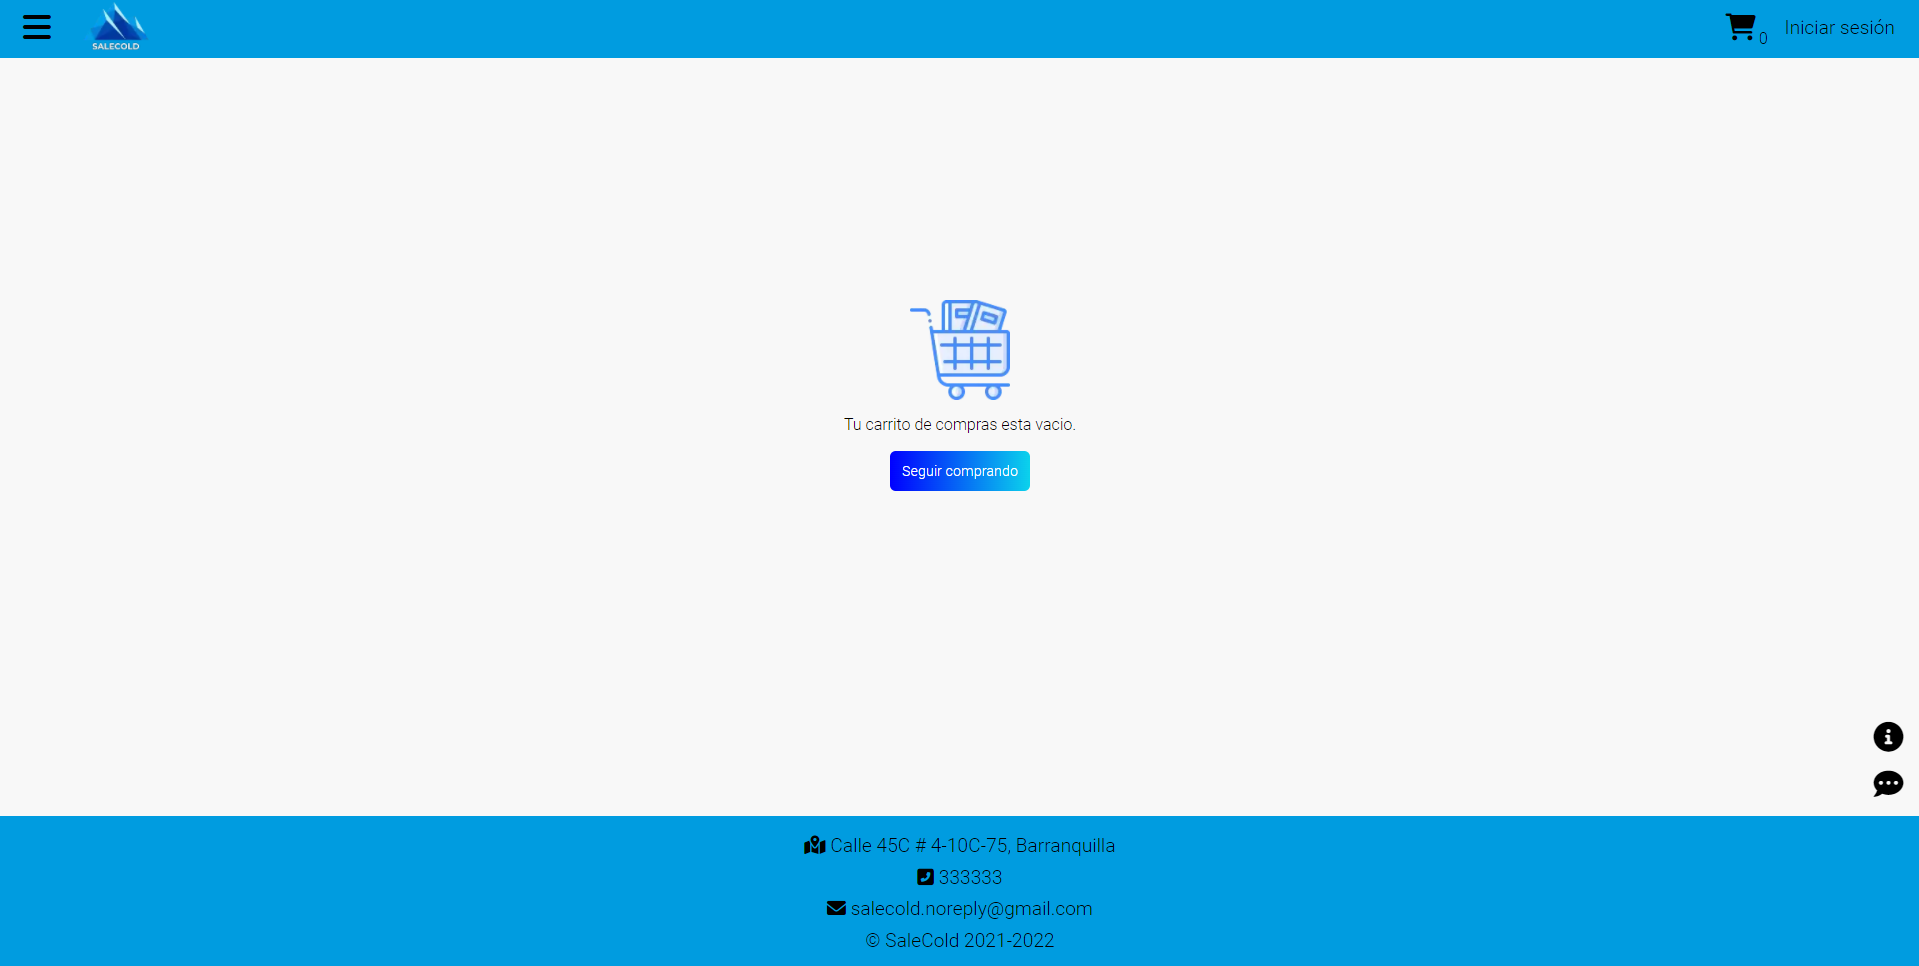 SALECOLD
0
Iniciar sesión
Tu carrito de compras esta vacio.
Seguir comprando
Calle 45C # 4-10C-75, Barranquilla
333333
salecold.noreply@gmail.com
© SaleCold 2021-2022